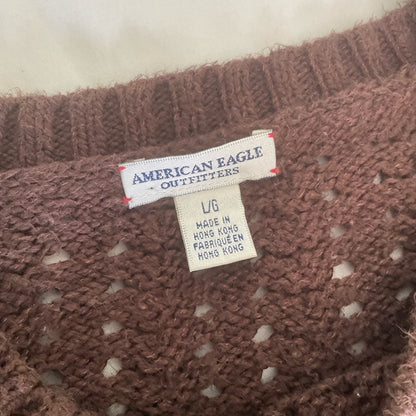 AMERICAN EAGLE
OUTFITTERS
L/G
MADE IN
HONG KONG
FABRIQUÉ EN
HONG KONG